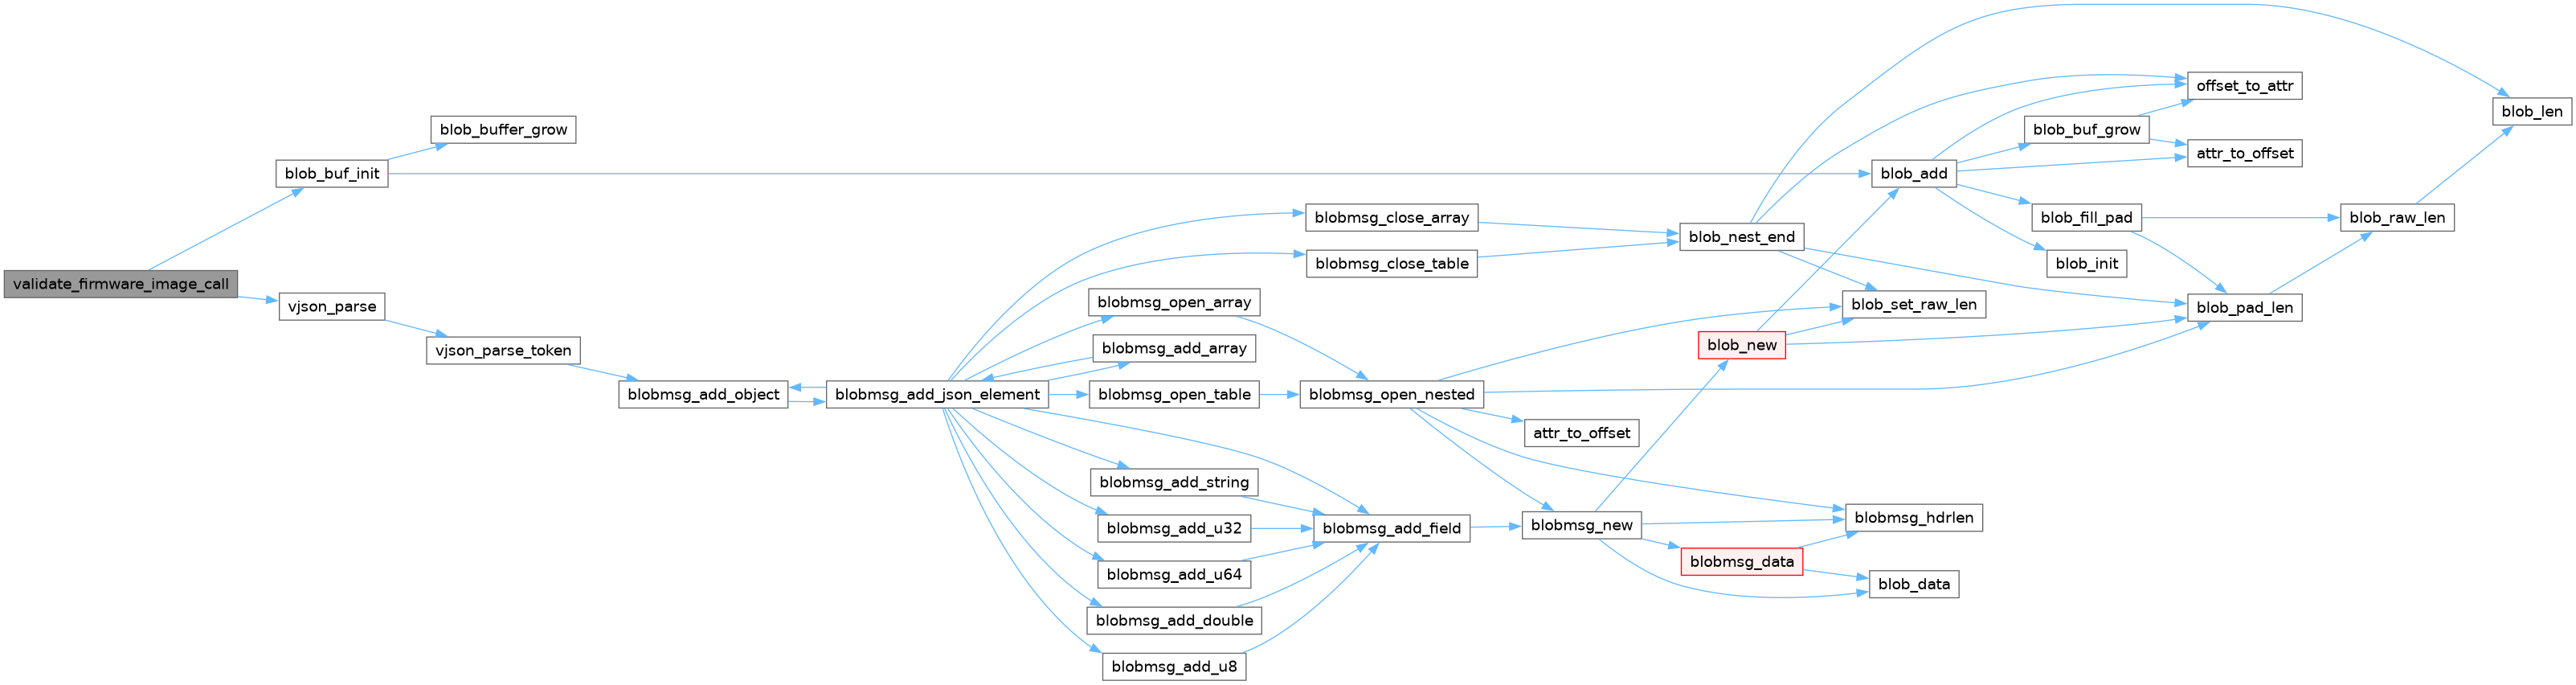 validate_firmware_image_call
blob_buf_init
vjson_parse
blob_buffer_grow
vjson_parse_token
blobmsg_add_object
blobmsg_add_json_element
blobmsg_open_array
blobmsg_add_array
blobmsg_open_table
blobmsg_add_string
blobmsg_add_u32
blobmsg_add_u64
blobmsg_add_double
blobmsg_add_u8
blobmsg_close_array
blobmsg_close_table
blobmsg_open_nested
blobmsg_add_field
attr_to_offset
blobmsg_new
blob_nest_end
blob_new
blobmsg_data
blob_add
blob_set_raw_len
blobmsg_hdrlen
blob_data
blob_buf_grow
blob_fill_pad
blob_init
offset_to_attr
attr_to_offset
blob_pad_len
blob_raw_len
blob_len